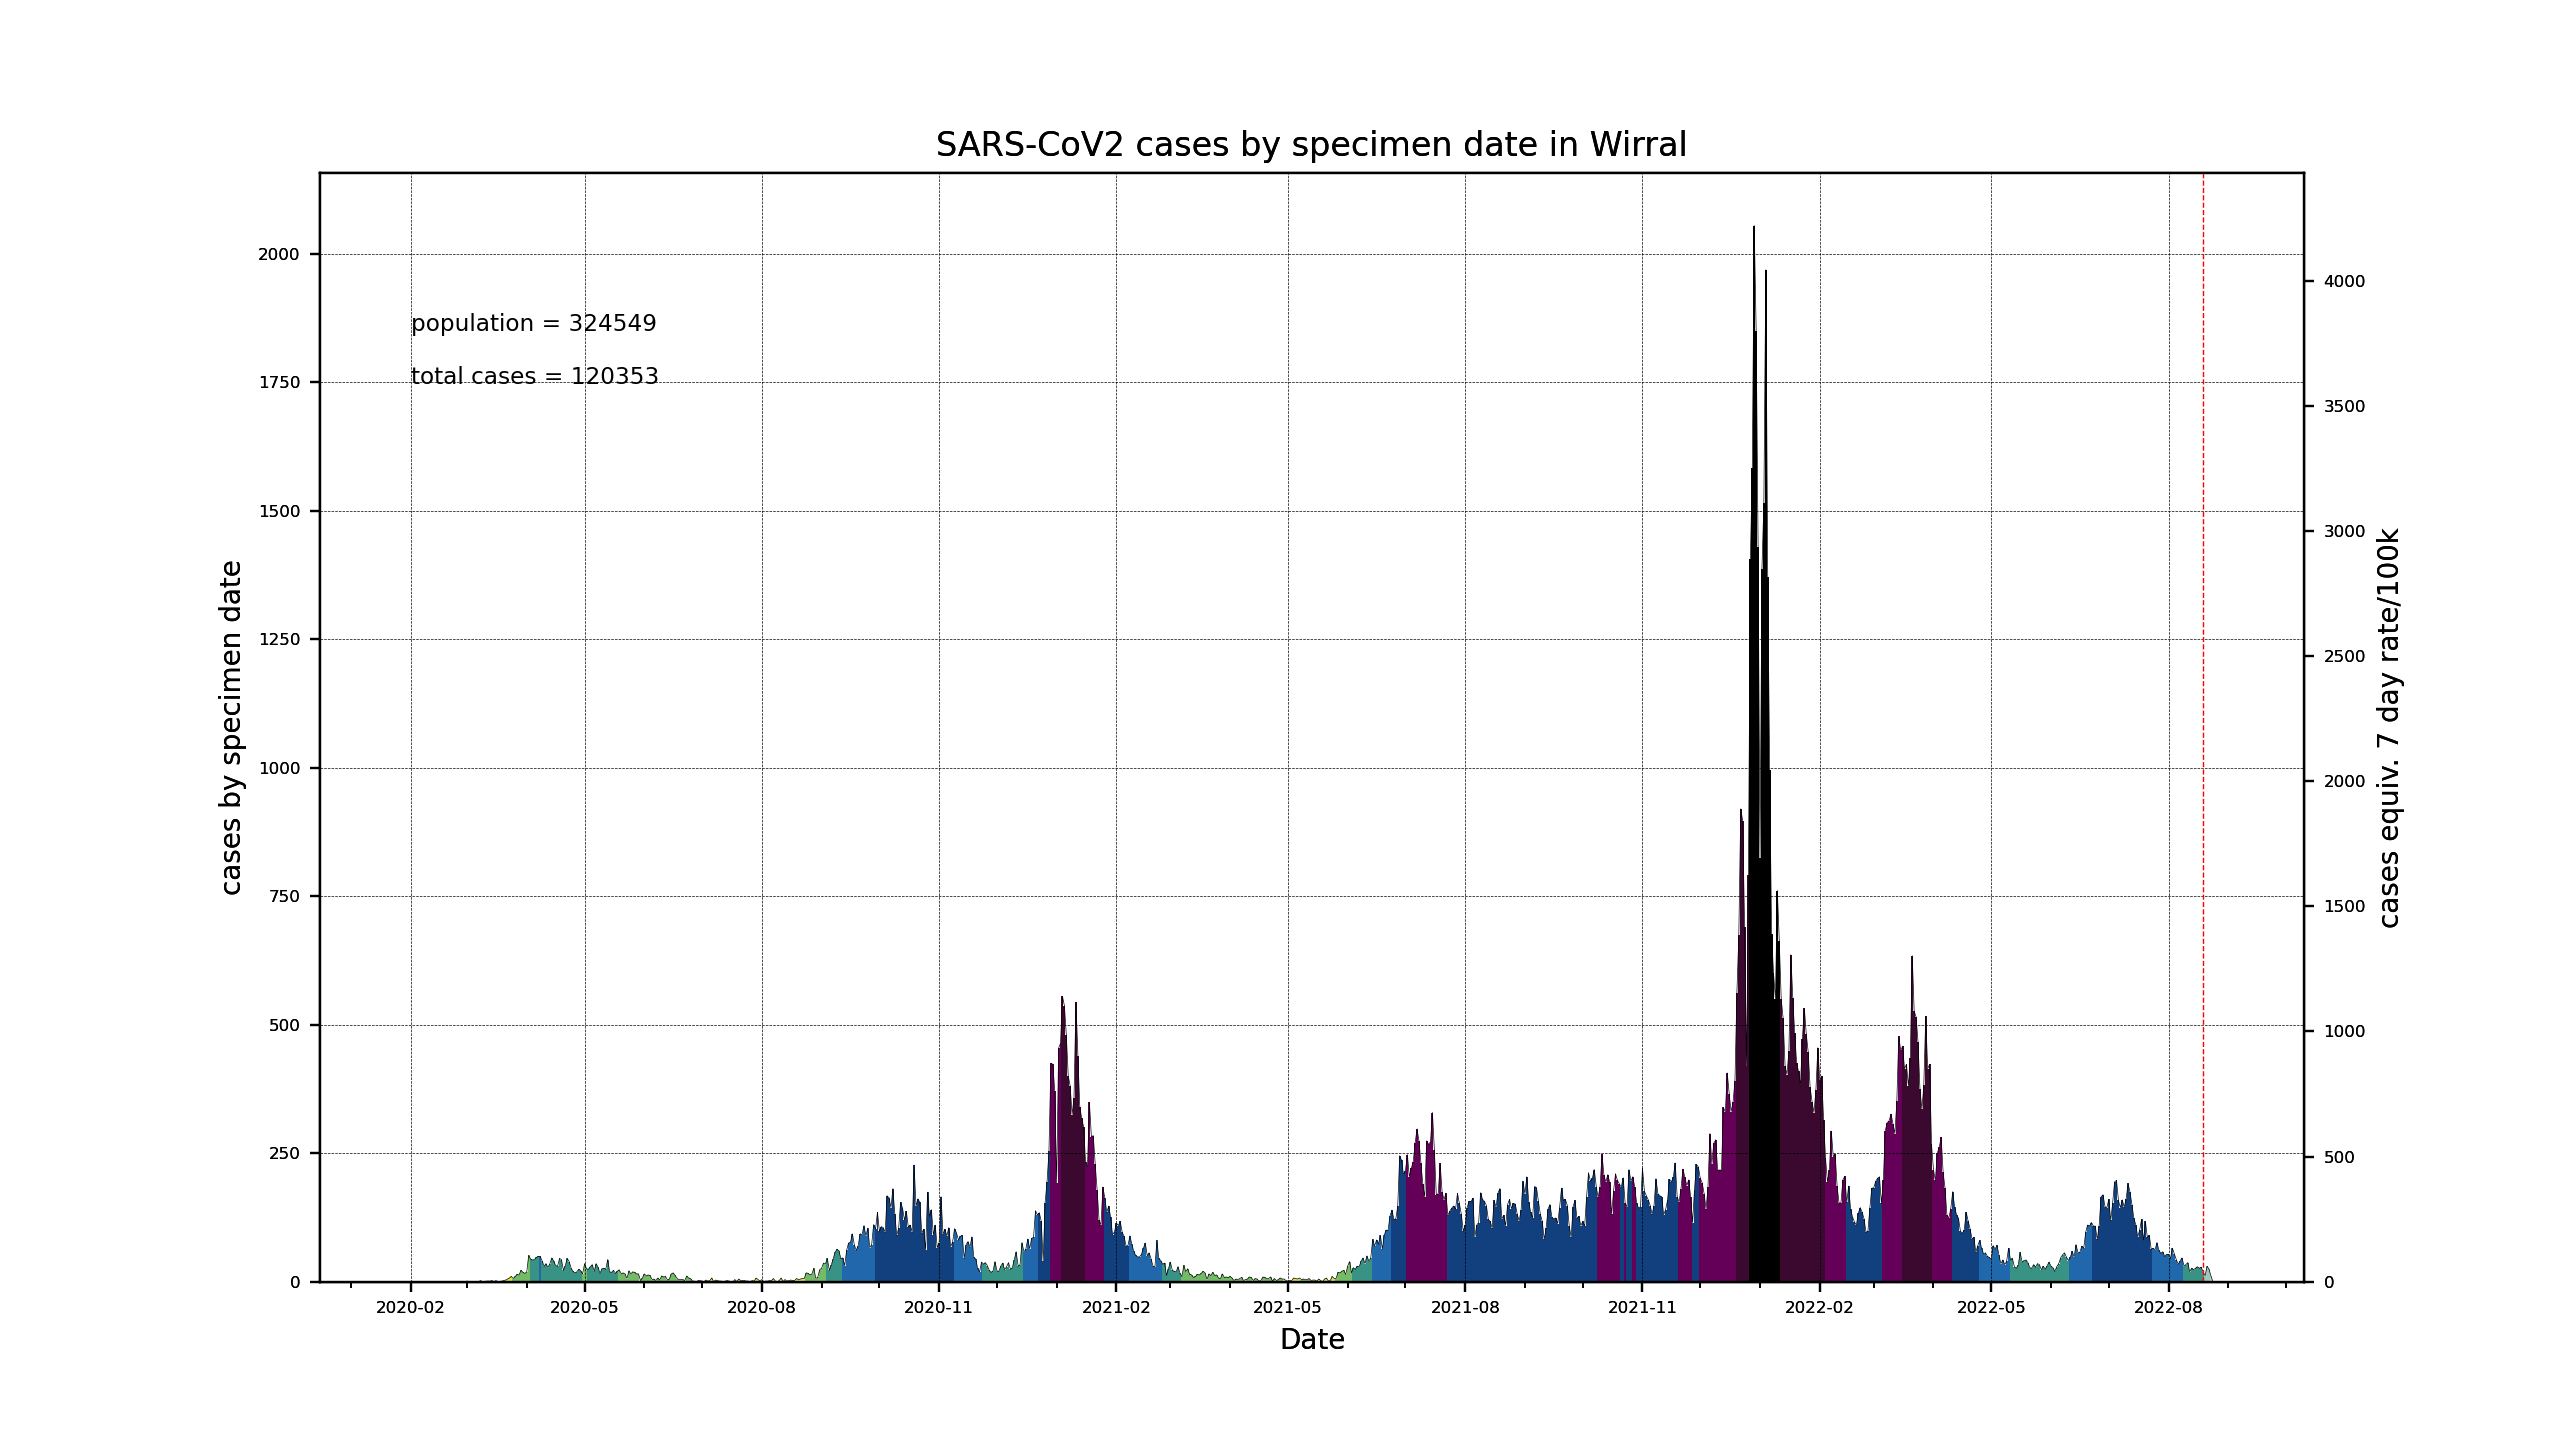 SARS-CoV2 cases by specimen date in Wirral
population = 324549
total cases = 120353
cases by specimen date
2000
1750
1500
1250
1000
750
500
250
0
4000
3500
3000
2500
2000
1500
1000
500
0
cases equiv. 7 day rate/100k
2020-02 2020-05 2020-08 2020-11 2021-02 2021-05 2021-08 2021-11 2022-02 2022-05 2022-08
Date